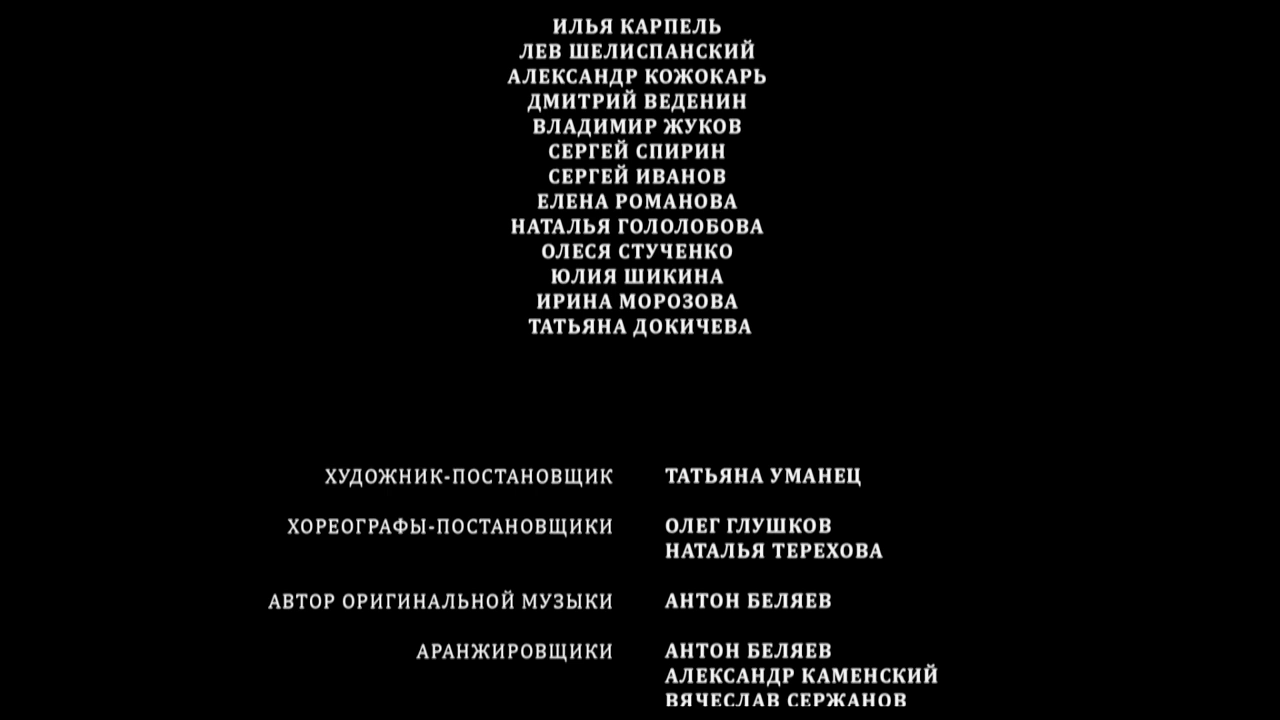 ИЛЬЯ КАРПЕЛЬ
ЛЕВ ШЕЛИСПАНСКИЙ
АЛЕКСАНДР КОЖОКАРЬ
ДМИТРИЙ ВЕДЕНИН
ВЛАДИМИР ЖУКОВ
СЕРГЕЙ СПИРИН
СЕРГЕЙ ИВАНОВ
ЕЛЕНА РОМАНОВА
НАТАЛЬЯ ГОЛОЛОБОВА
ОЛЕСЯ СТУЧЕНКО
ЮЛИЯ ШИКИНА
ИРИНА МОРОЗОВА
ТАТЬЯНА ДОКИЧЕВА
ХУДОЖНИК-ПОСТАНОВЩИК ТАТЬЯНА УМАНЕЦ
ХОРЕОГРАФЫ-ПОСТАНОВЩИКИ ОЛЕГ ГЛУШКОВ
НАТАЛЬЯ ТЕРЕХОВА
АВТОР ОРИГИНАЛЬНОЙ МУЗЫКИ АНТОН БЕЛЯЕВ
АРАНЖИРОВЩИКИ АНТОН БЕЛЯЕВ
АЛЕКСАНДР КАМЕНСКИЙ
ВЯЧЕСЛАВ СЕРЖАНОВ